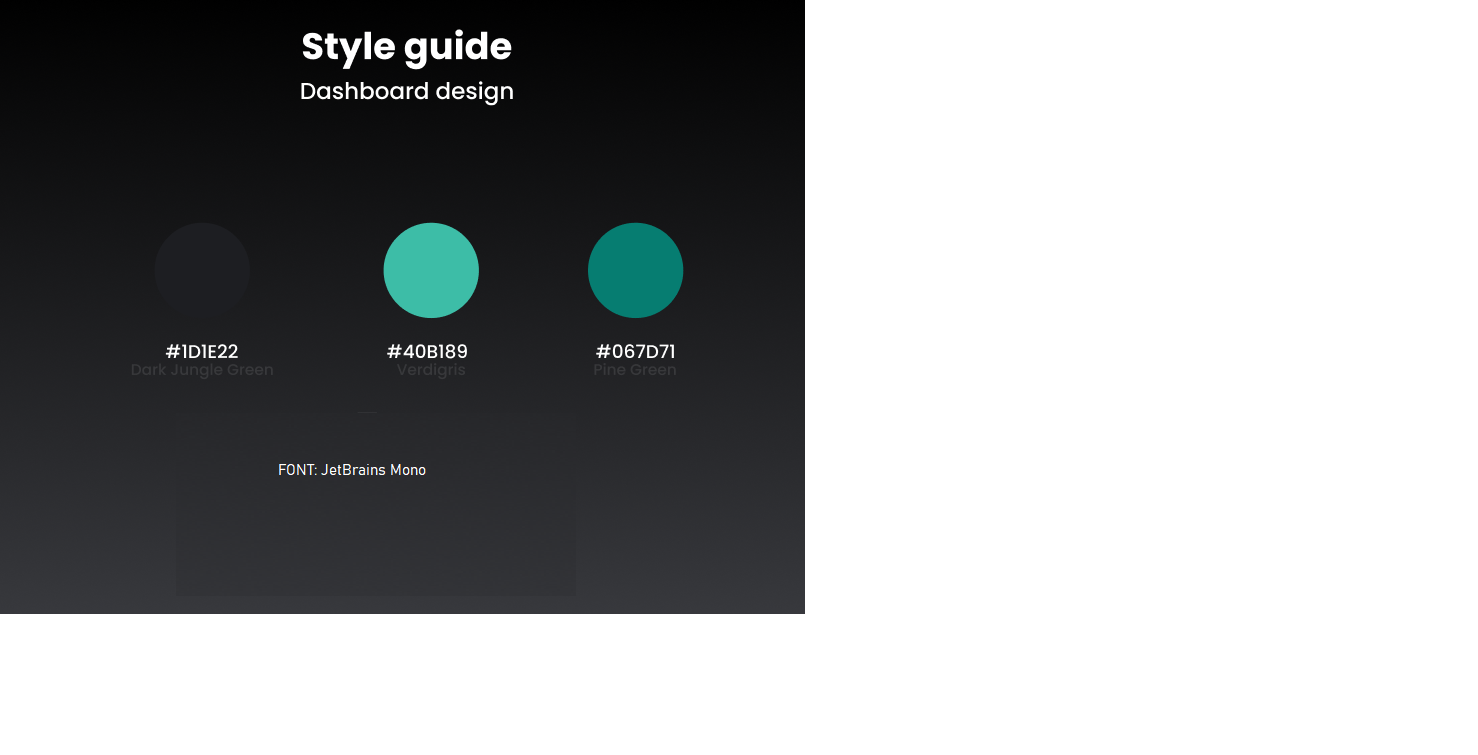 Style guide
Dashboard design
#1D1E22
#40B189
#067D71
Dark Jungle Green
Verdigris
Pine Green
FONT: JetBrains Mono